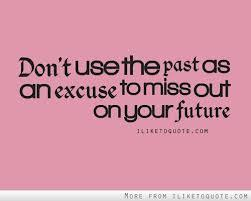 Don't use the past as
an excuse to miss out
on your future
ILIKETOQUOTE.COM
MORE FROM ILIKETOQUOTE.COM